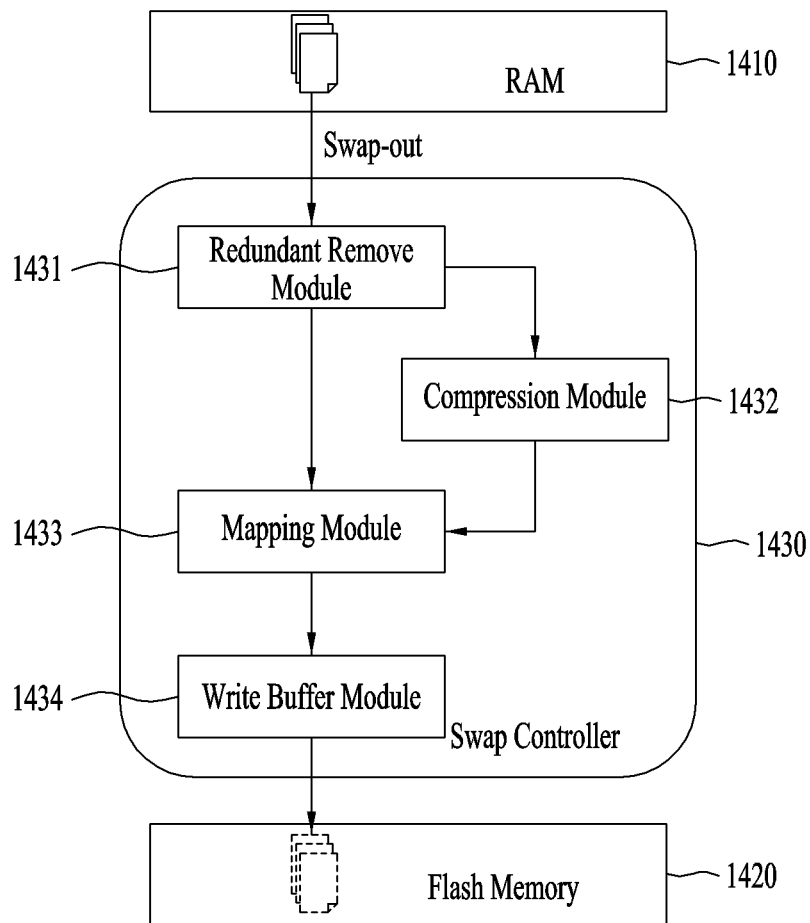 RAM
1410
Swap-out
Redundant Remove
Module
1431
Compression Module
1432
1433
Mapping Module
1430
1434
Write Buffer Module
Swap Controller
Flash Memory
1420